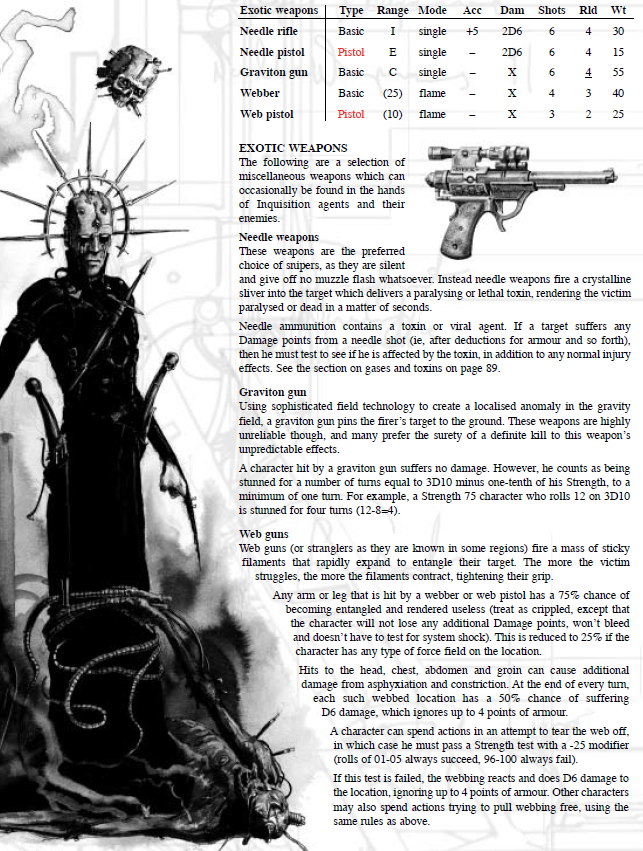 Exotic weapons Type Range Mode Acc Dam Shots Rld Wt
Needle rifle Basic I single +5 2D6 6 4 30
Needle pistol Pistol E single – 2D6 6 4 15
Graviton gun Basic C single – X 6 4 55
Webber Basic (25) flame – X 4 3 40
Web pistol Pistol (10) flame – X 3 2 25
EXOTIC WEAPONS
The following are a selection of
miscellaneous weapons which can
occasionally be found in the hands
of Inquisition agents and their
enemies.
Needle weapons
These weapons are the preferred
choice of snipers, as they are silent
and give off no muzzle flash whatsoever. Instead needle weapons fire a crystalline
sliver into the target which delivers a paralysing or lethal toxin, rendering the victim
paralysed or dead in a matter of seconds.
Needle ammunition contains a toxin or viral agent. If a target suffers any
Damage points from a needle shot (ie, after deductions for armour and so forth),
then he must test to see if he is affected by the toxin, in addition to any normal injury
effects. See the section on gases and toxins on page 89.
Graviton gun
Using sophisticated field technology to create a localised anomaly in the gravity
field, a graviton gun pins the firer's target to the ground. These weapons are highly
unreliable though, and many prefer the surety of a definite kill to this weapon's
unpredictable effects.
A character hit by a graviton gun suffers no damage. However, he counts as being
stunned for a number of turns equal to 3D10 minus one-tenth of his Strength, to a
minimum of one turn. For example, a Strength 75 character who rolls 12 on 3D10
is stunned for four turns (12-8=4).
Web guns
Web guns (or stranglers as they are known in some regions) fire a mass of sticky
filaments that rapidly expand to entangle their target. The more the victim
struggles, the more the filaments contract, tightening their grip.
Any arm or leg that is hit by a webber or web pistol has a 75% chance of
becoming entangled and rendered useless (treat as crippled, except that
the character will not lose any additional Damage points, won't bleed
and doesn't have to test for system shock). This is reduced to 25% if the
character has any type of force field on the location.
Hits to the head, chest, abdomen and groin can cause additional
damage from asphyxiation and constriction. At the end of every turn,
each such webbed location has a 50% chance of suffering
D6 damage, which ignores up to 4 points of armour.
A character can spend actions in an attempt to tear the web off,
in which case he must pass a Strength test with a -25 modifier
(rolls of 01-05 always succeed, 96-100 always fail).
If this test is failed, the webbing reacts and does D6 damage to
the location, ignoring up to 4 points of armour. Other characters
may also spend actions trying to pull webbing free, using the
same rules as above.